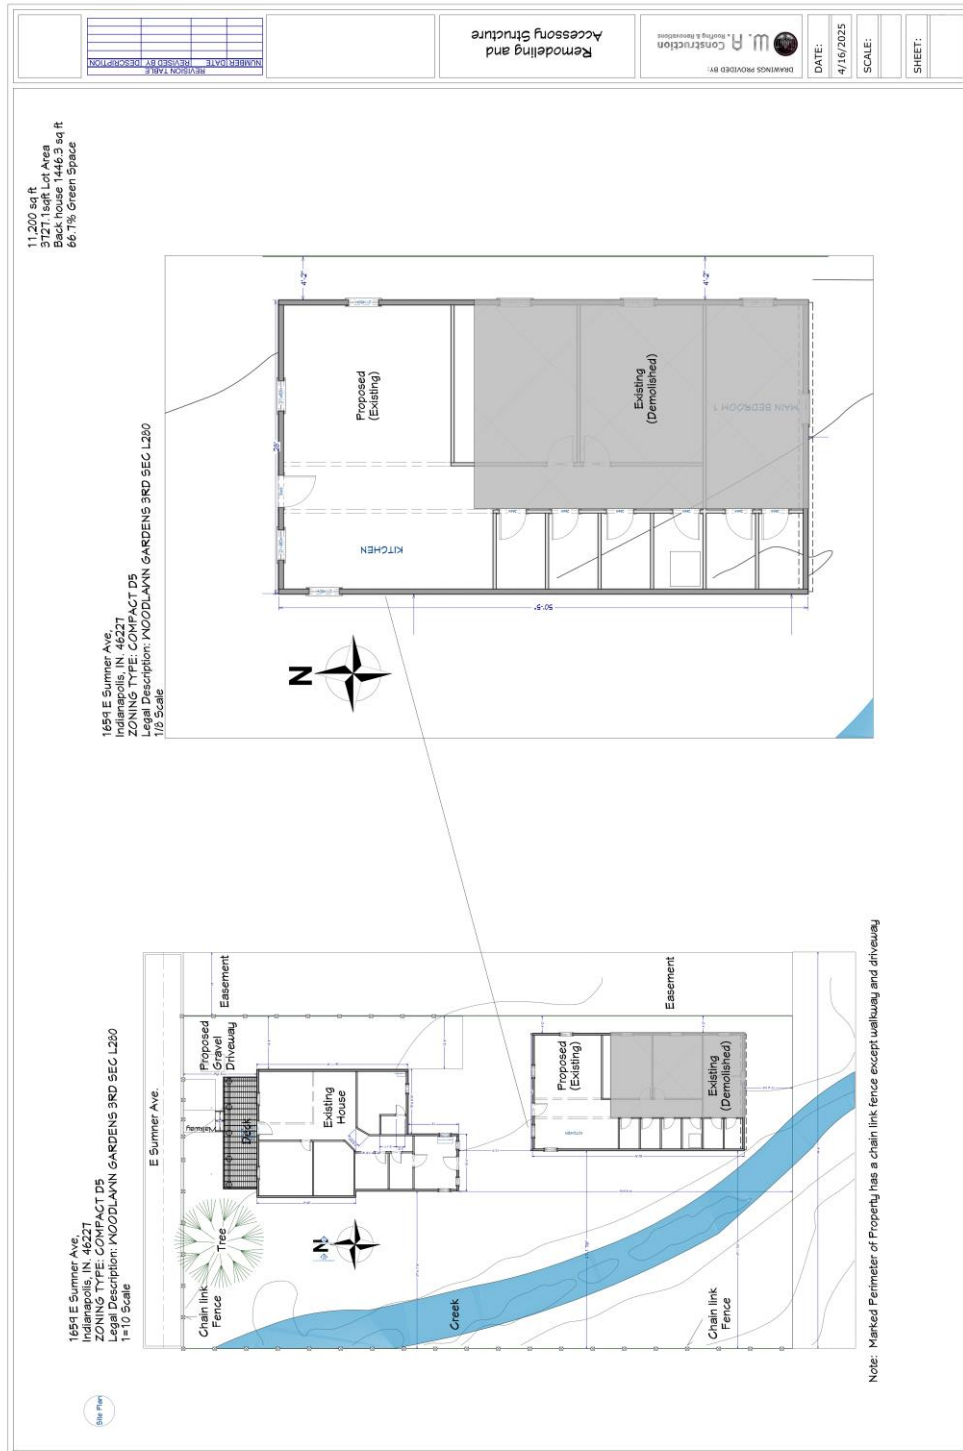 NUMBER DATE REVISED BY DESCRIPTION
REVISION TABLE
Remodeling and
Accessory Structure
DRAWINGS PROVIDED BY:
W. A. Construction
Roofing & Renovations
DATE:
4/16/2025
SCALE:
SHEET:
11,200 sq ft
3727.1sqft Lot Area
Back house 1446.3 sq ft
66.7% Green Space
1659 E Sumner Ave,
Indianapolis, IN. 46227
ZONING TYPE: COMPACT D5
Legal Description: WOODLAWN GARDENS 3RD SEC L280
1/8 Scale
4'-2"
4'-2"
28'
Proposed
(Existing)
Existing
(Demolished)
MAIN BEDROOM 1
KITCHEN
50'-5"
N
1659 E Sumner Ave,
Indianapolis, IN. 46227
ZONING TYPE: COMPACT D5
Legal Description: WOODLAWN GARDENS 3RD SEC L280
1=10 Scale
E Sumner Ave.
Easement
Easement
Proposed
Gravel
Driveway
Walkway
Deck
Existing
House
Proposed
(Existing)
Existing
(Demolished)
KITCHEN
Tree
N
Chain link
Fence
Creek
Chain link
Fence
Site Plan
Note: Marked Perimeter of Property has a chain link fence except walkway and driveway